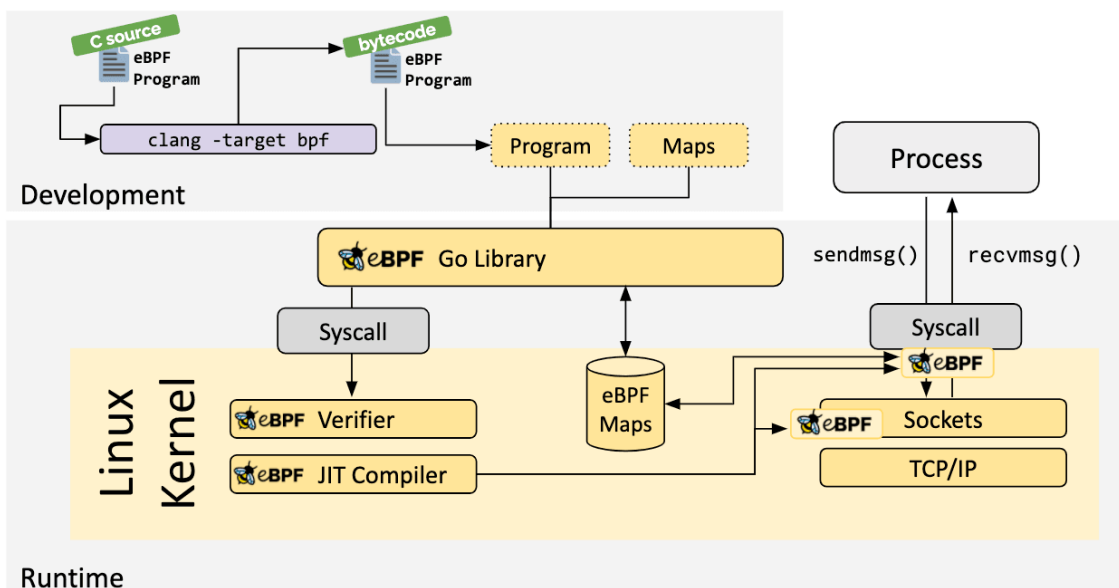 C source
eBPF
Program
bytecode
eBPF
Program
clang -target bpf
Program
Maps
Development
Process
eBPF Go Library
sendmsg()
recvmsg()
Syscall
Syscall
eBPF
Linux
Kernel
eBPF Verifier
eBPF
Maps
eBPF Sockets
eBPF JIT Compiler
TCP/IP
Runtime